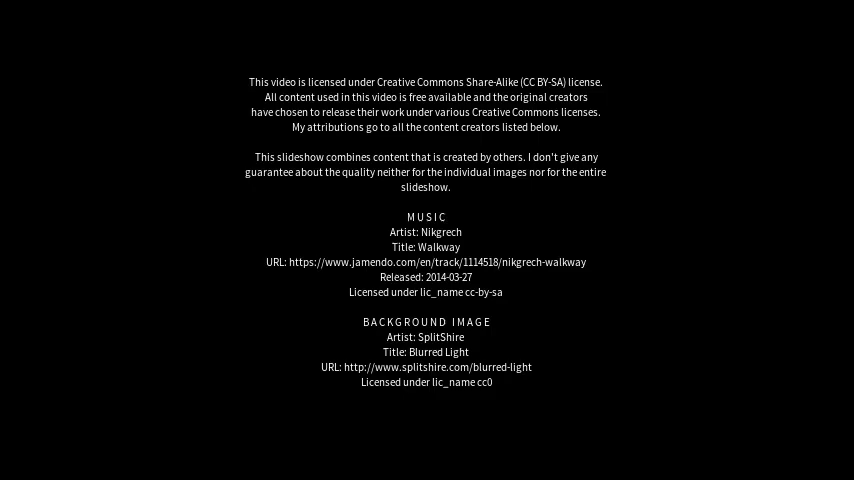 This video is licensed under Creative Commons Share-Alike (CC BY-SA) license.
All content used in this video is free available and the original creators
have chosen to release their work under various Creative Commons licenses.
My attributions go to all the content creators listed below.
This slideshow combines content that is created by others. I don't give any
guarantee about the quality neither for the individual images nor for the entire
slideshow.
MUSIC
Artist: Nikgrech
Title: Walkway
URL: https://www.jamendo.com/en/track/1114518/nikgrech-walkway
Released: 2014-03-27
Licensed under lic_name cc-by-sa
BACKGROUND IMAGE
Artist: SplitShire
Title: Blurred Light
URL: http://www.splitshire.com/blurred-light
Licensed under lic_name cc0